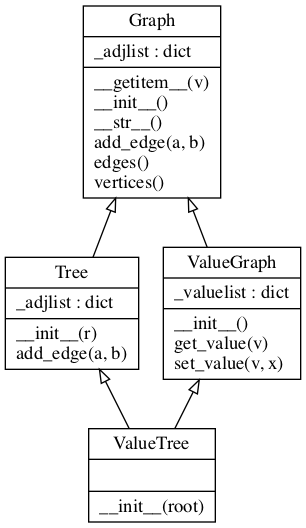 Graph
_adjlist : dict
__getitem__(v)
__init__()
__str__()
add_edge(a, b)
edges()
vertices()
Tree
_adjlist : dict
__init__(r)
add_edge(a, b)
ValueGraph
_valuelist : dict
__init__()
get_value(v)
set_value(v, x)
ValueTree
__init__(root)